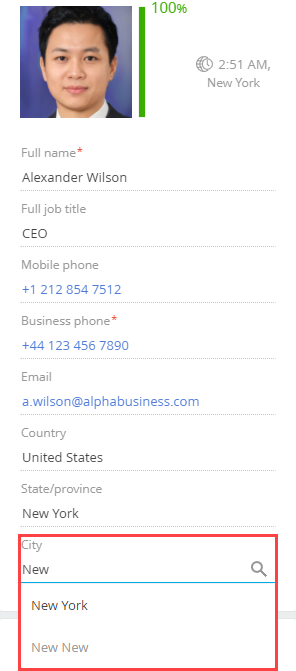 100%
2:51 AM,
New York
Full name*
Alexander Wilson
Full job title
CEO
Mobile phone
+1 212 854 7512
Business phone*
+44 123 456 7890
Email
a.wilson@alphabusiness.com
Country
United States
State/province
New York
City
New
New York
New New